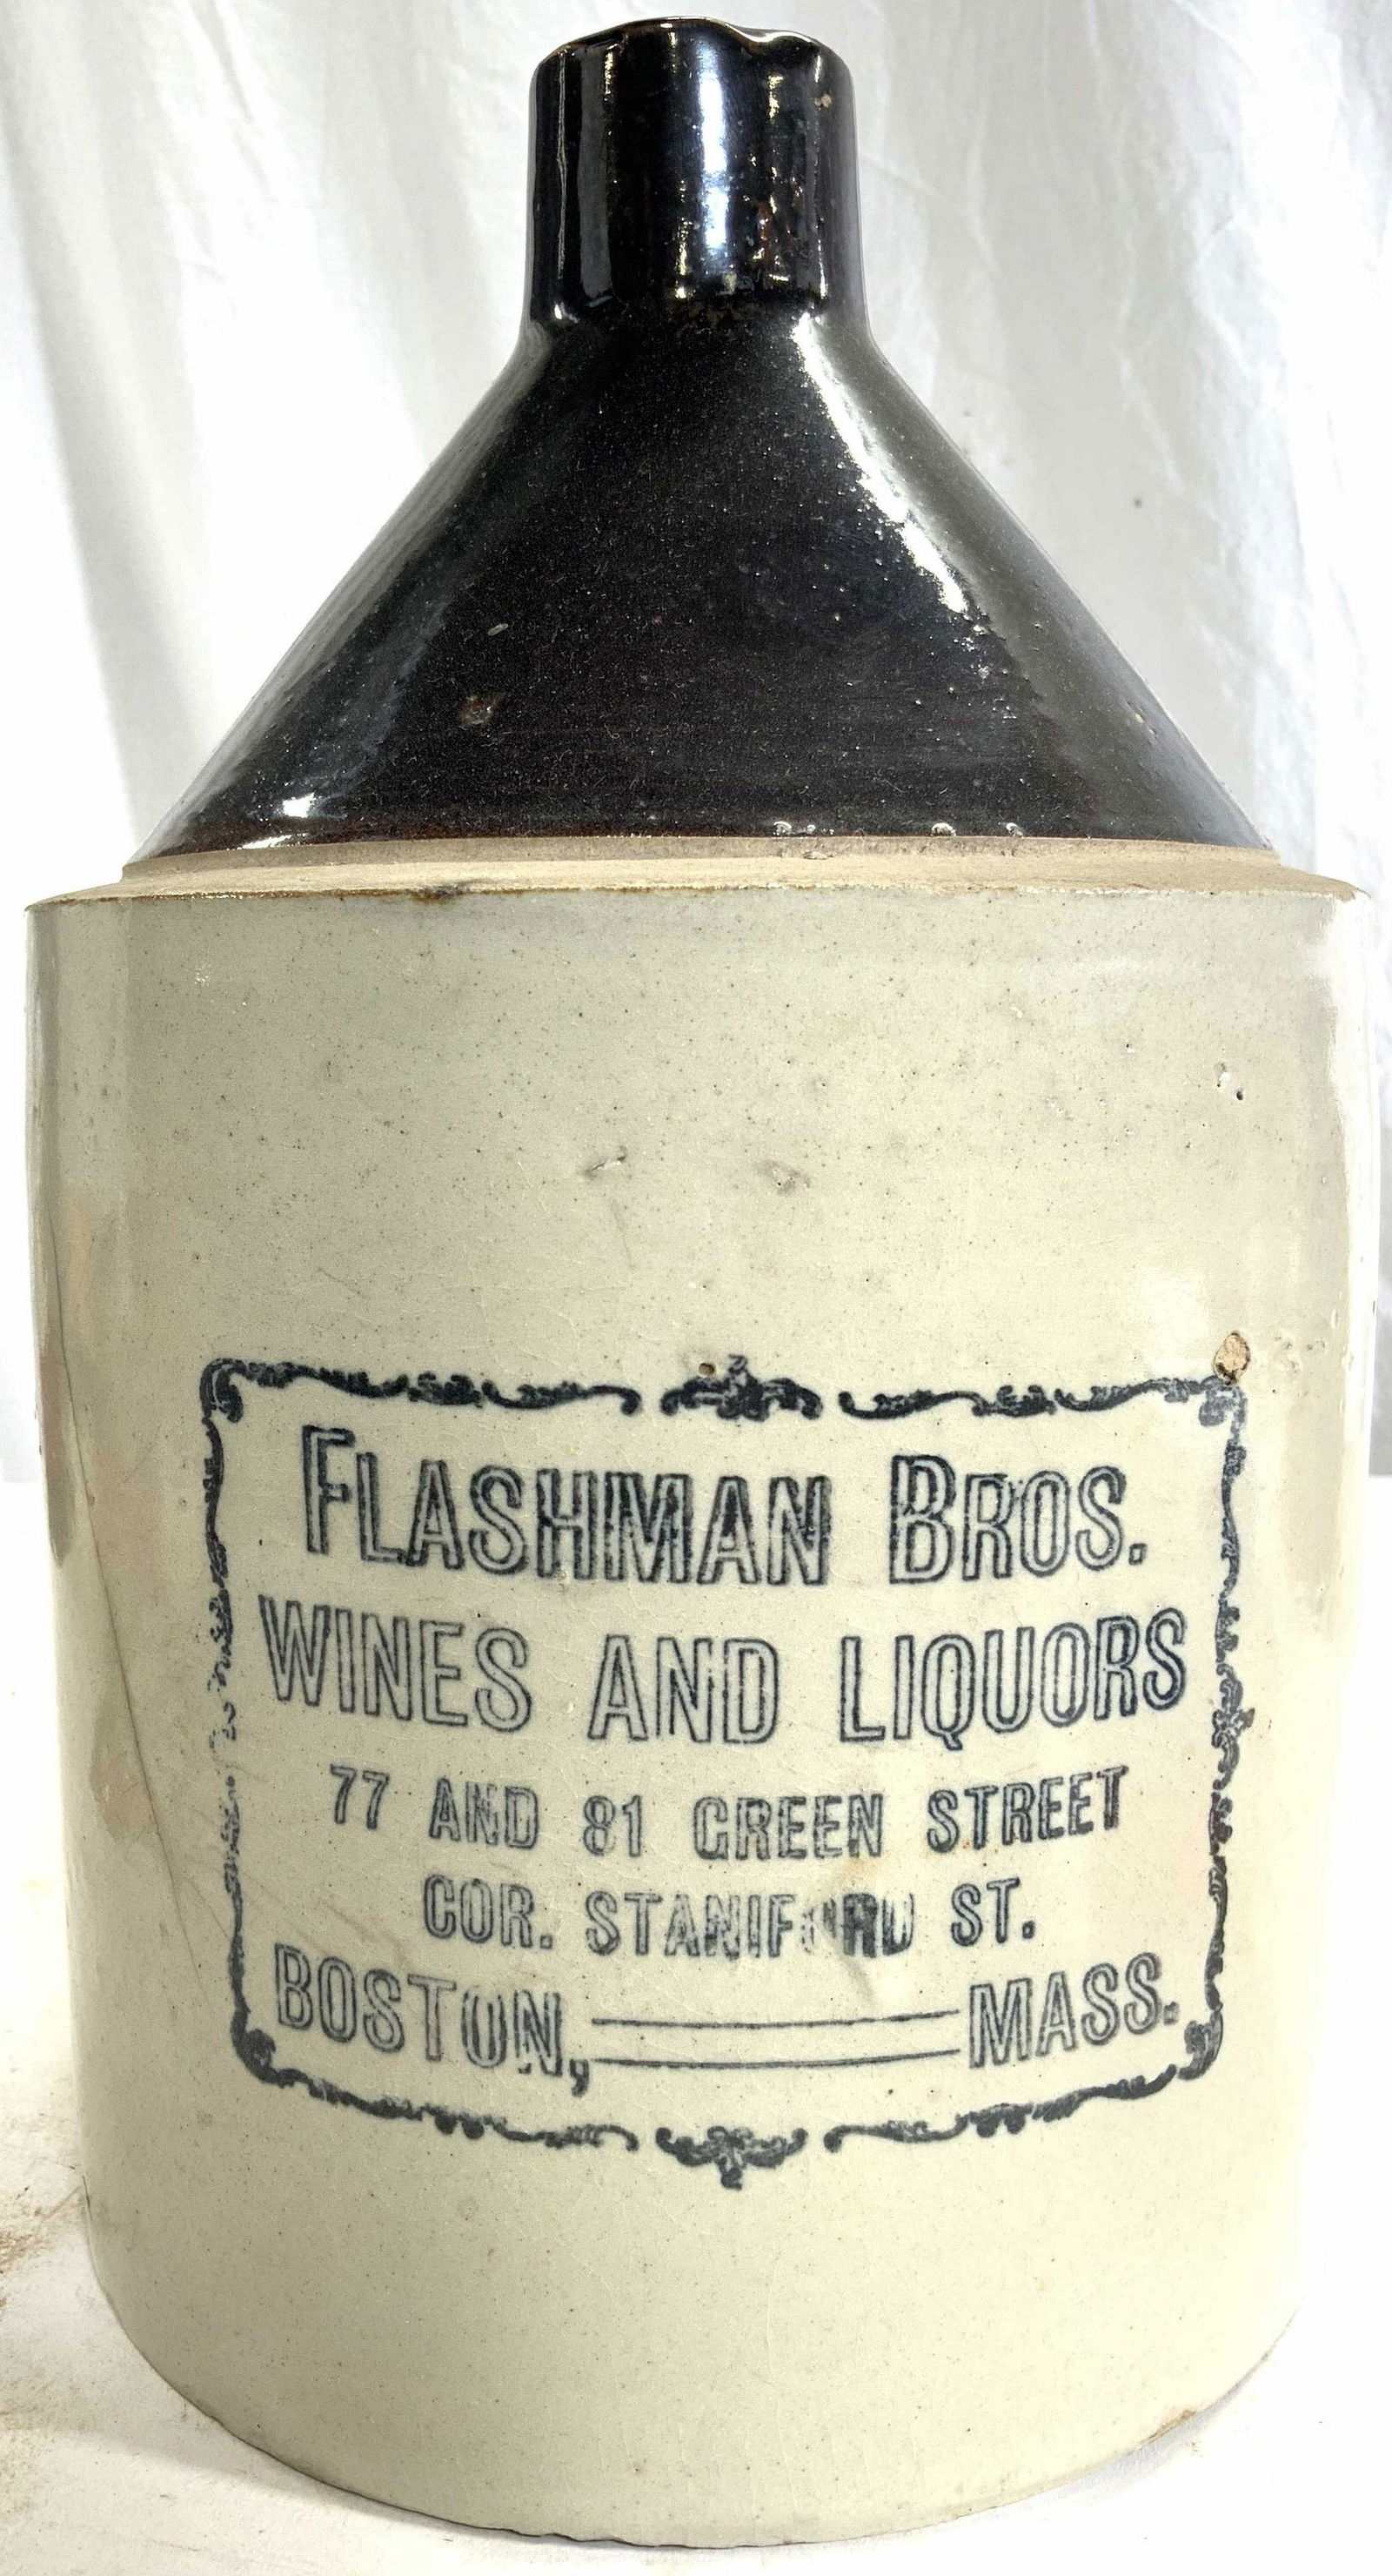 FLASHMAN BROS.
WINES AND LIQUORS
77 AND 81 GREEN STREET
COR. STANIFORD ST.
BOSTON, MASS.